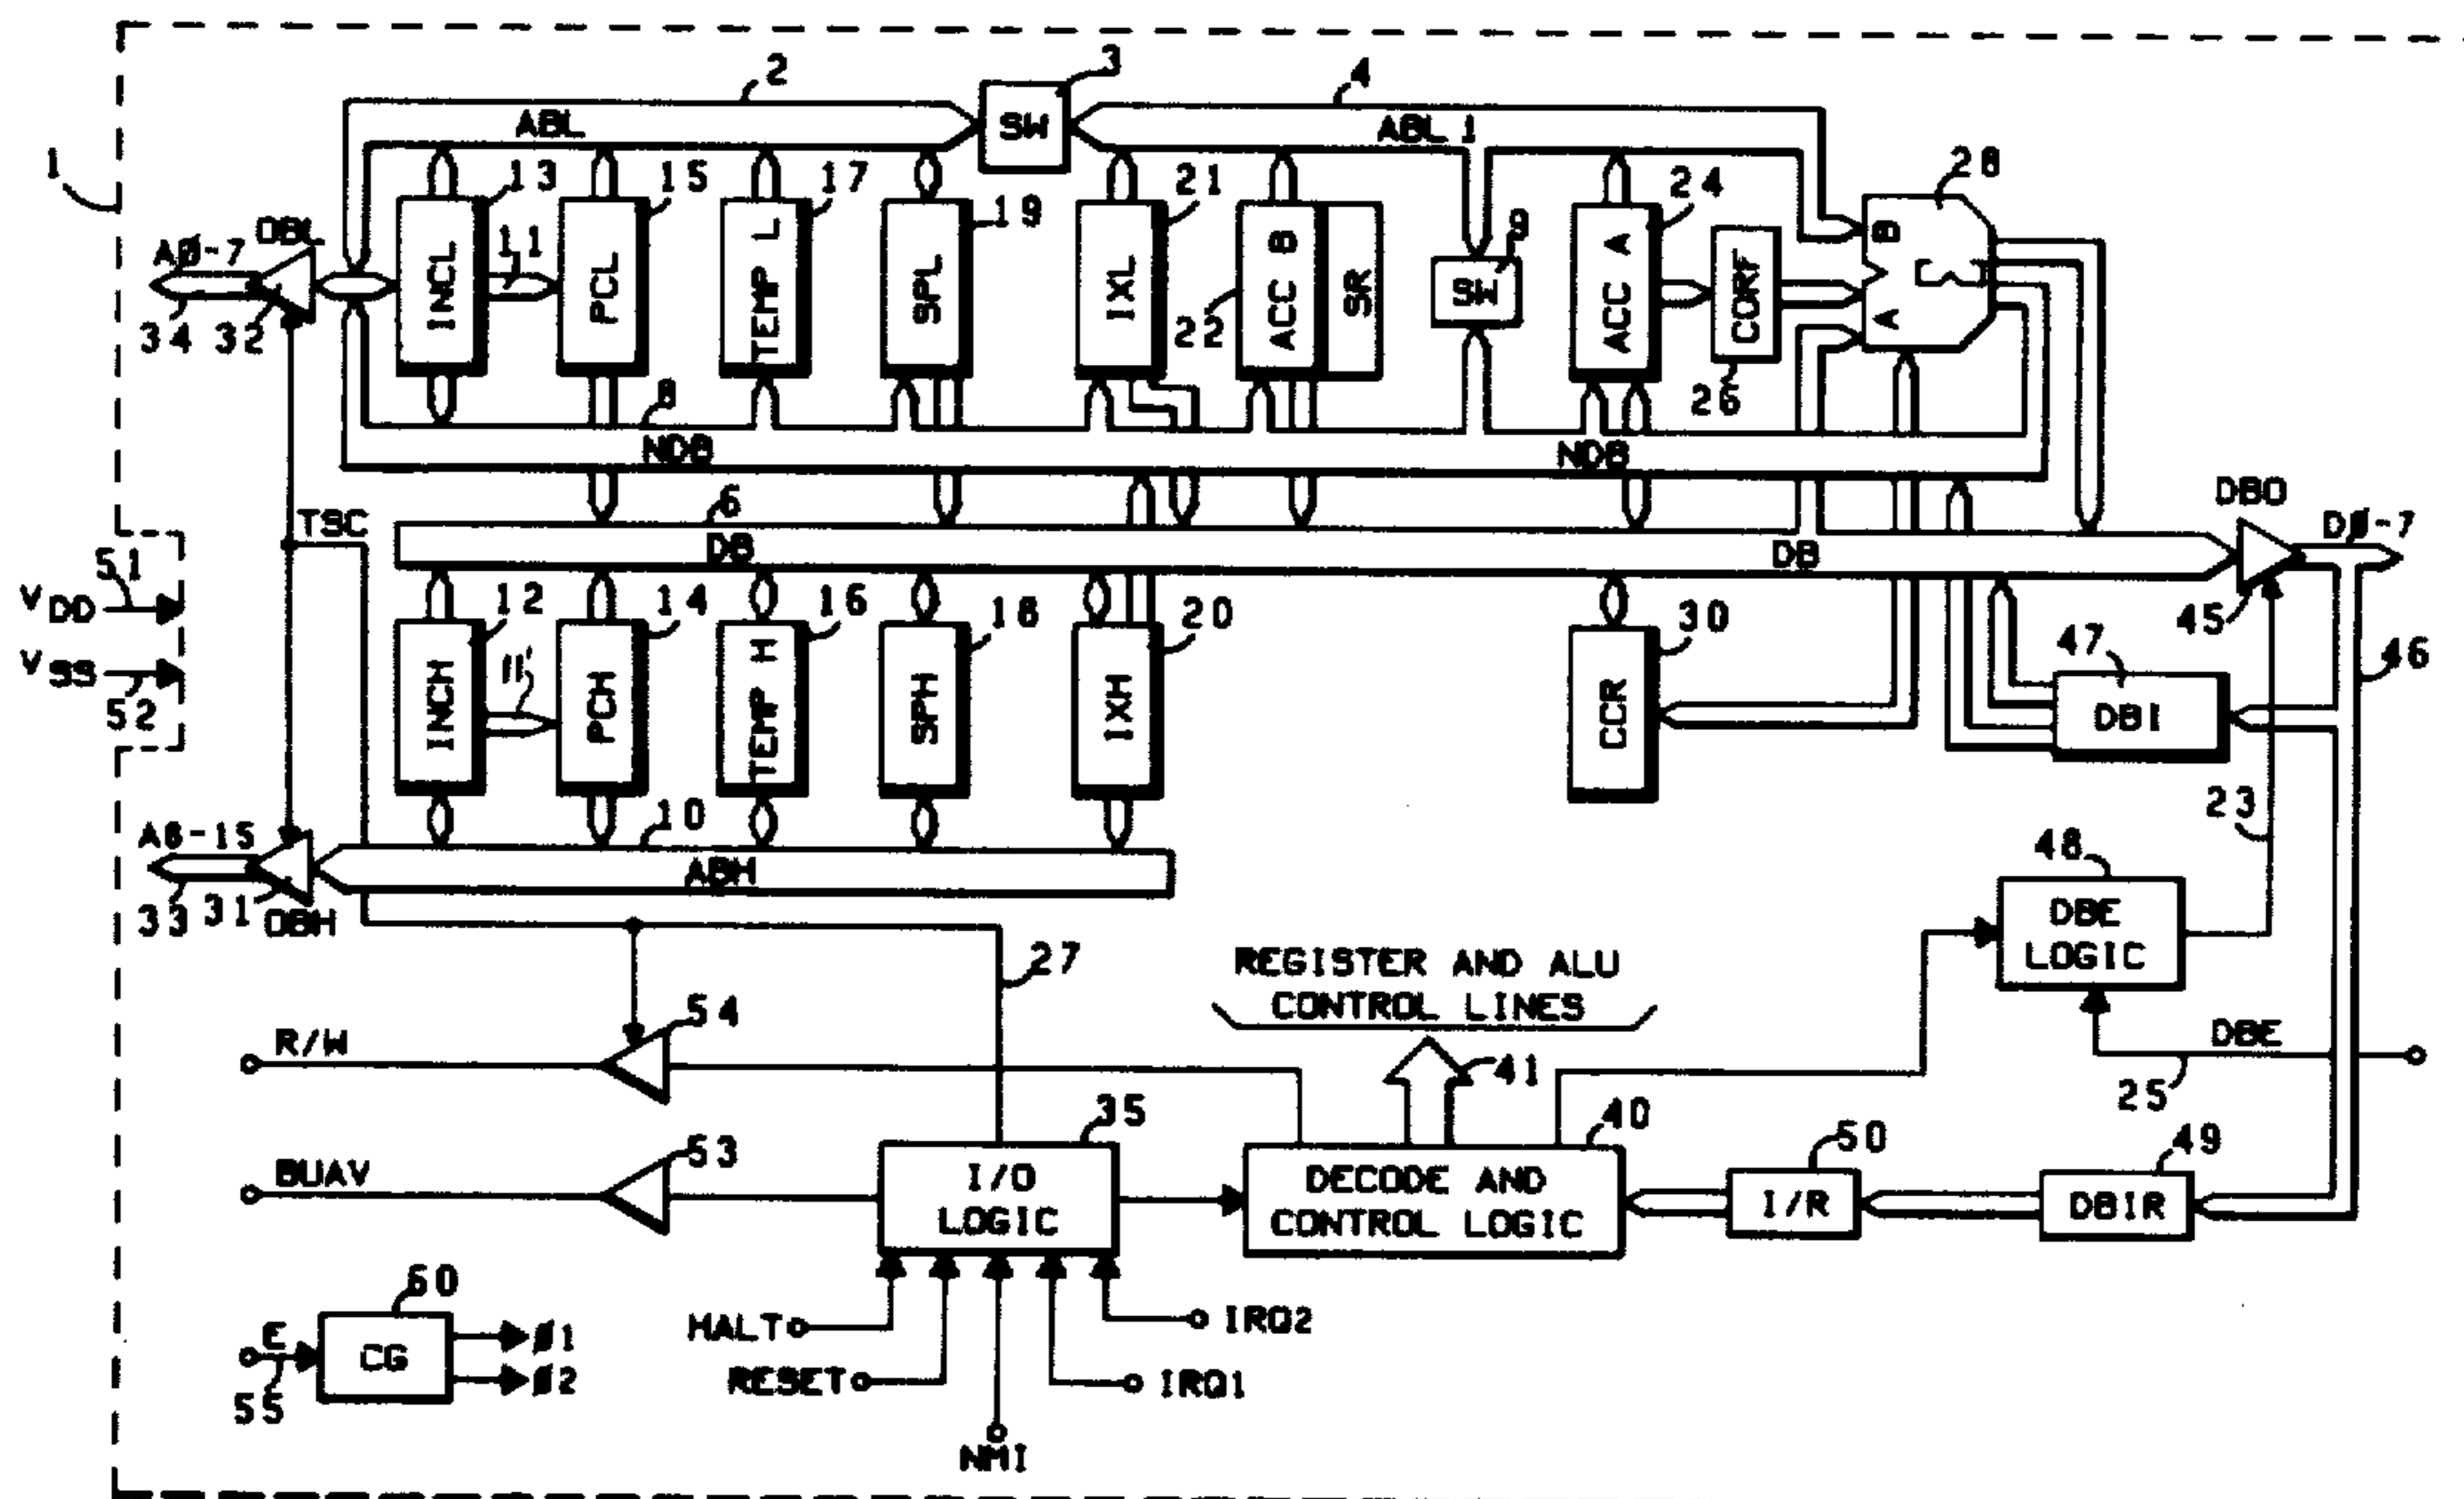 2
3
4
SW
ABL
ABL 1
1
13
15
17
19
21
9
24
28
B
A
A0-7
OBL
11
INCL
PCL
TEMP L
SPL
IXL
22
ACC B
SR
ACC A
CORF
26
34
32
8
NDB
NDB
TSC
6
DB
DB
DBO
D0-7
51
VDD
VSS
52
12
14
16
18
20
30
45
47
46
INCH
11'
PCH
TEMP H
SPH
IXH
CCR
DBI
23
A8-15
10
ABH
33
31
OBH
48
DBE
LOGIC
27
REGISTER AND ALU
CONTROL LINES
54
R/W
DBE
25
41
35
40
50
49
53
BUAV
I/O
LOGIC
DECODE AND
CONTROL LOGIC
I/R
DBIR
60
E
CG
Ø1
Ø2
55
HALT
IRQ2
RESET
IRQ1
NMI